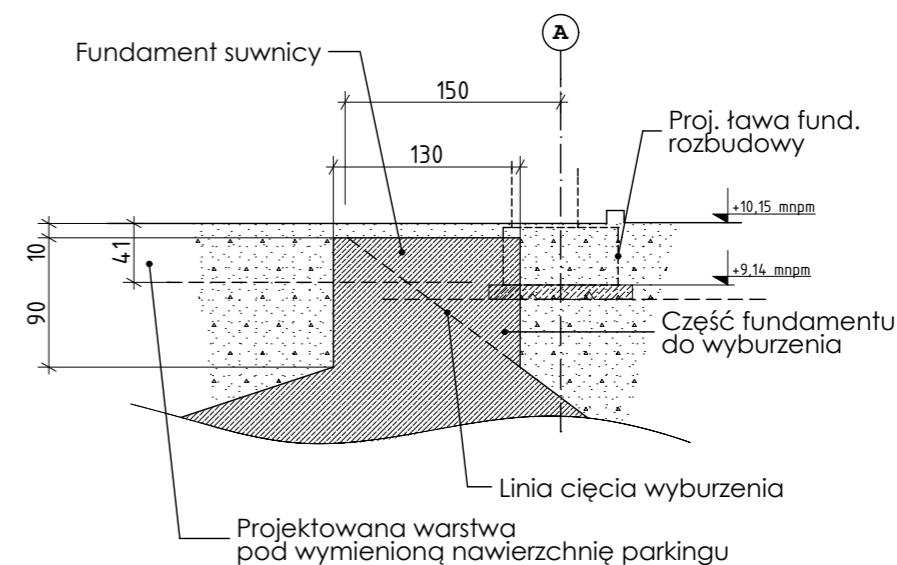 A
Fundament suwnicy
150
Proj. ława fund.
rozbudowy
130
+10,15 mnpm
10
41
+9,14 mnpm
90
Część fundamentu
do wyburzenia
Linia cięcia wyburzenia
Projektowana warstwa
pod wymienioną nawierzchnię parkingu